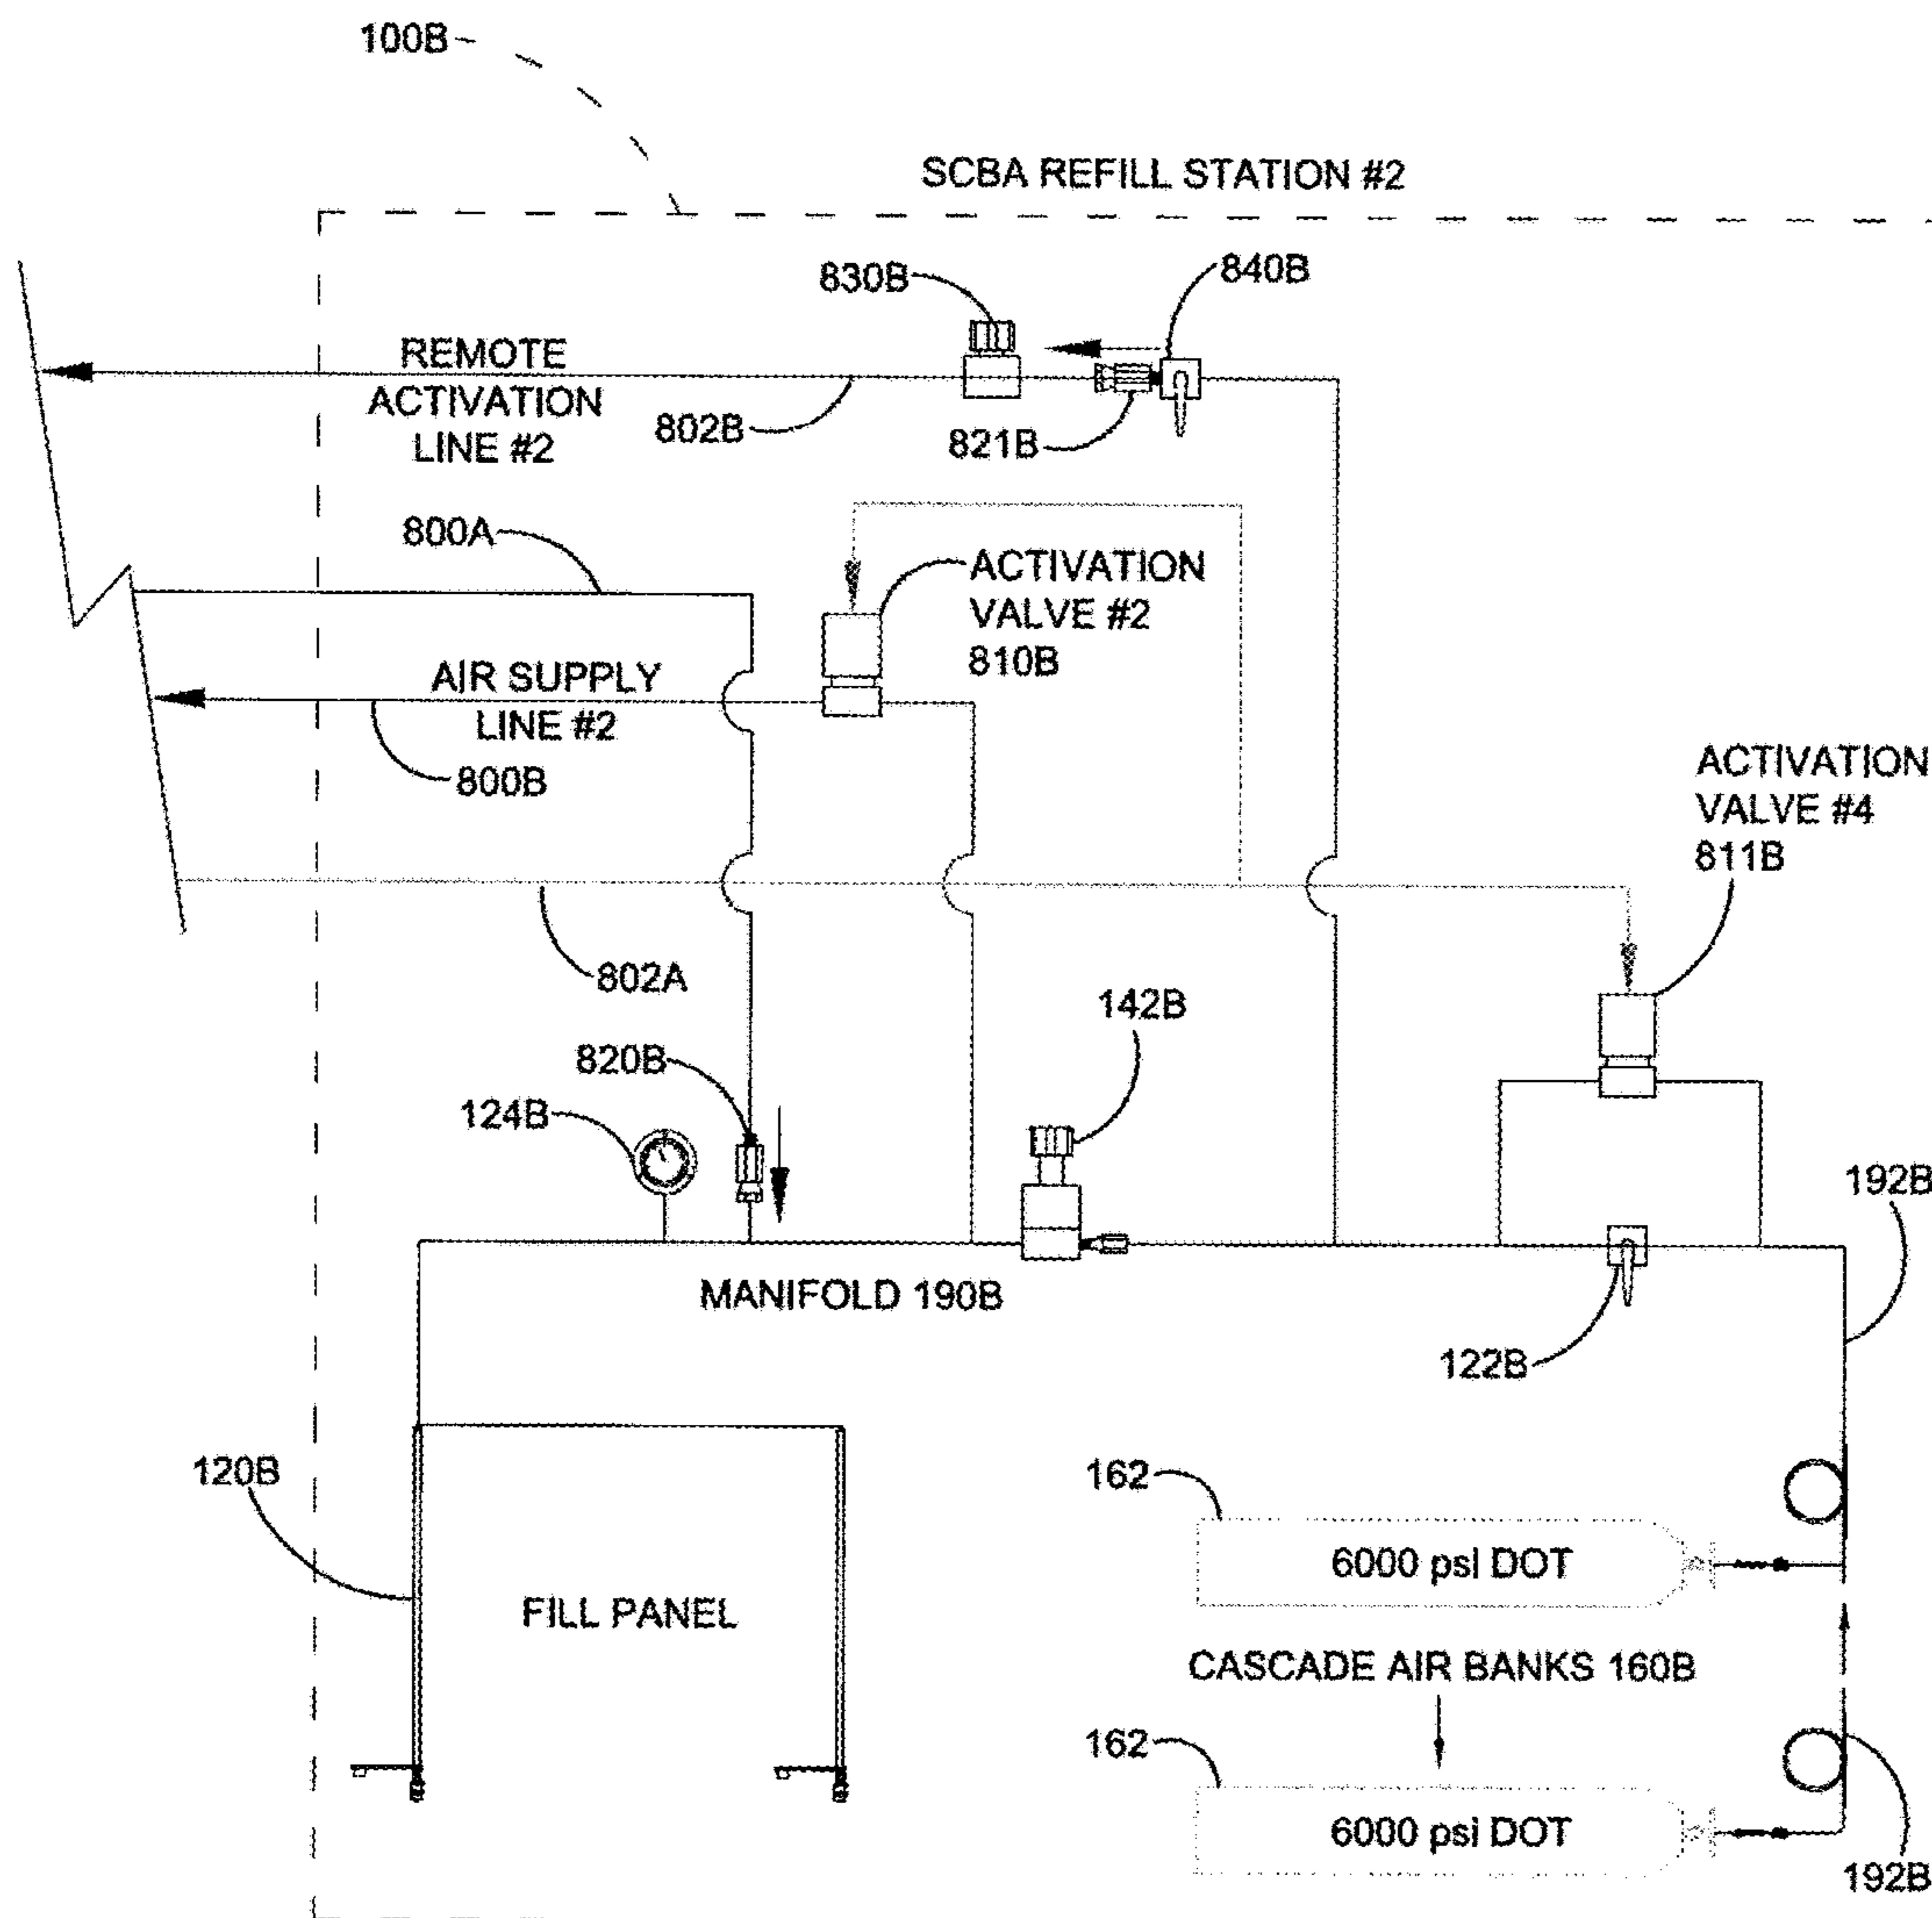 100B
SCBA REFILL STATION #2
830B
840B
REMOTE
ACTIVATION
LINE #2
802B
821B
800A
ACTIVATION
VALVE #2
810B
AIR SUPPLY
LINE #2
800B
ACTIVATION
VALVE #4
811B
802A
142B
820B
124B
192B
MANIFOLD 190B
122B
120B
162
6000 psi DOT
FILL PANEL
CASCADE AIR BANKS 160B
162
6000 psi DOT
192B